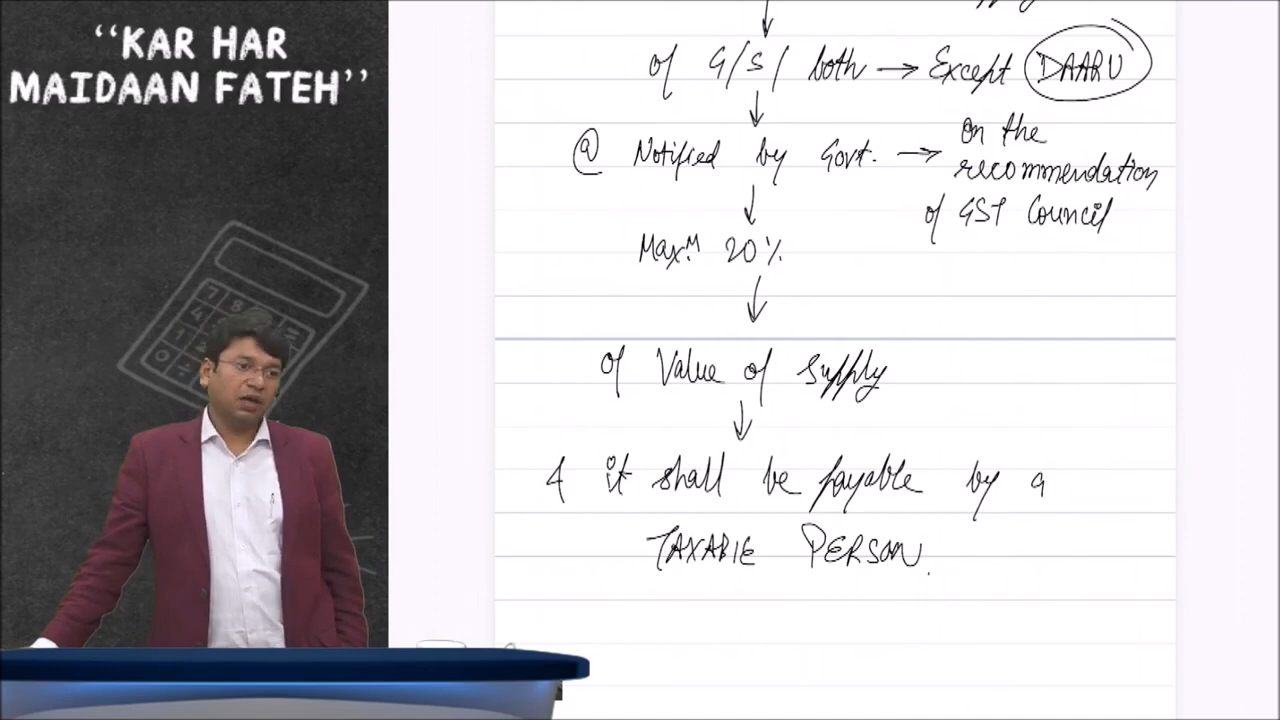 “KAR HAR
MAIDAAN FATEH”
of G/S/ both → Except DAARU
@ Notified by Govt. → on the
recommendation
of GST Council
Max.ᴹ 20%
of Value of Supply
& it shall be payable by a
TAXABLE PERSON.